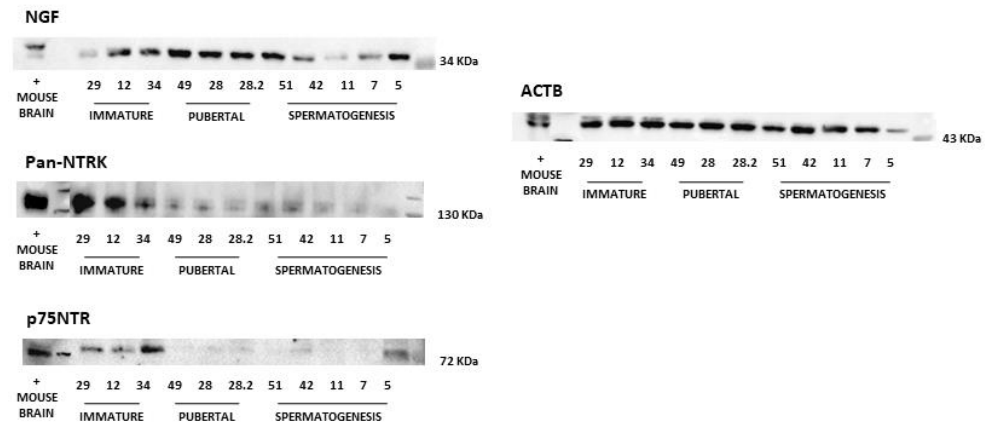 NGF
34 KDa
+ 29 12 34 49 28 28.2 51 42 11 7 5
MOUSE
BRAIN
IMMATURE PUBERTAL SPERMATOGENESIS
Pan-NTRK
130 KDa
+ 29 12 34 49 28 28.2 51 42 11 7 5
MOUSE
BRAIN
IMMATURE PUBERTAL SPERMATOGENESIS
p75NTR
72 KDa
+ 29 12 34 49 28 28.2 51 42 11 7 5
MOUSE
BRAIN
IMMATURE PUBERTAL SPERMATOGENESIS
ACTB
43 KDa
+ 29 12 34 49 28 28.2 51 42 11 7 5
MOUSE
BRAIN
IMMATURE PUBERTAL SPERMATOGENESIS